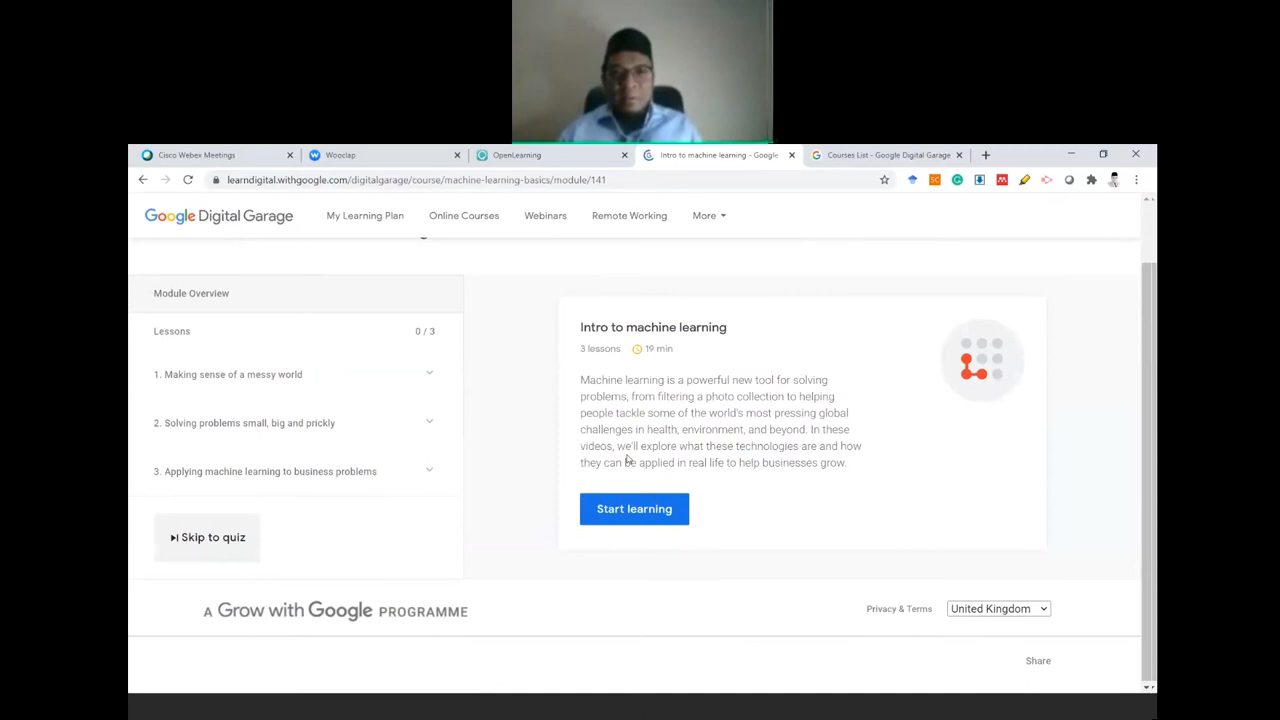 Cisco Webex Meetings
Wooclap
OpenLearning
Intro to machine learning - Google
Courses List - Google Digital Garage
learndigital.withgoogle.com/digitalgarage/course/machine-learning-basics/module/141
Google Digital Garage
My Learning Plan
Online Courses
Webinars
Remote Working
More
Module Overview
Lessons
0 / 3
1. Making sense of a messy world
2. Solving problems small, big and prickly
3. Applying machine learning to business problems
Skip to quiz
Intro to machine learning
3 lessons
19 min
Machine learning is a powerful new tool for solving
problems, from filtering a photo collection to helping
people tackle some of the world's most pressing global
challenges in health, environment, and beyond. In these
videos, we'll explore what these technologies are and how
they can be applied in real life to help businesses grow.
Start learning
A Grow with Google PROGRAMME
Privacy & Terms
United Kingdom
Share